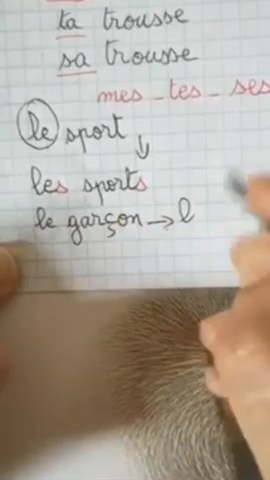 ta trousse
sa trousse
mes - tes - ses
le sport
↓
les sports
le garçon → l